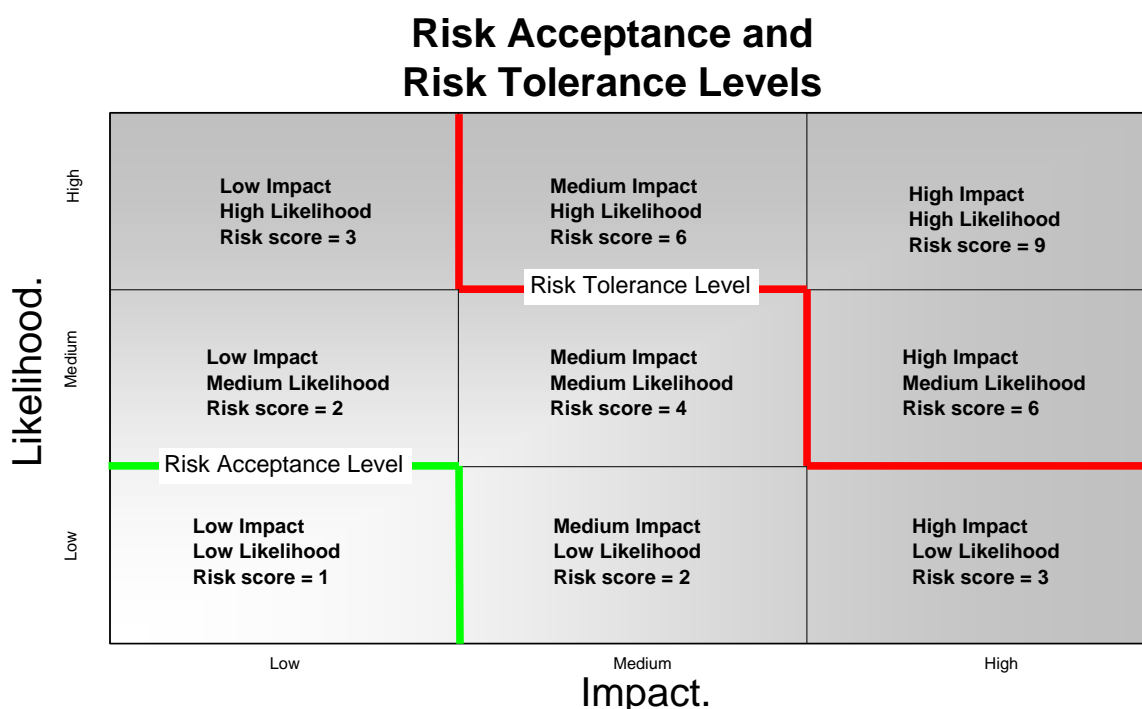 Risk Acceptance and
Risk Tolerance Levels
High
Low Impact
High Likelihood
Risk score = 3
Medium Impact
High Likelihood
Risk score = 6
High Impact
High Likelihood
Risk score = 9
Risk Tolerance Level
Likelihood.
Medium
Low Impact
Medium Likelihood
Risk score = 2
Medium Impact
Medium Likelihood
Risk score = 4
High Impact
Medium Likelihood
Risk score = 6
Risk Acceptance Level
Low
Low Impact
Low Likelihood
Risk score = 1
Medium Impact
Low Likelihood
Risk score = 2
High Impact
Low Likelihood
Risk score = 3
Low
Medium
High
Impact.